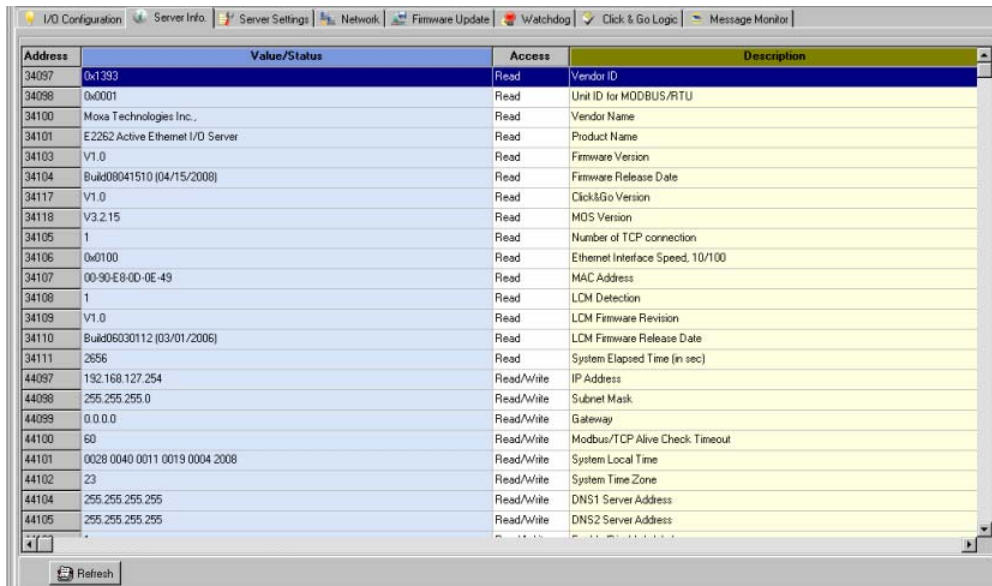 I/O Configuration Server Info. Server Settings Network Firmware Update Watchdog Click & Go Logic Message Monitor
Address Value/Status Access Description
34097 0x1393 Read Vendor ID
34098 0x0001 Read Unit ID for MODBUS/RTU
34100 Moxa Technologies Inc., Read Vendor Name
34101 E2262 Active Ethernet I/O Server Read Product Name
34103 V1.0 Read Firmware Version
34104 Build08041510 (04/15/2008) Read Firmware Release Date
34117 V1.0 Read Click&Go Version
34118 V3.2.15 Read MOS Version
34105 1 Read Number of TCP connection
34106 0x0100 Read Ethernet Interface Speed, 10/100
34107 00-90-E8-0D-0E-49 Read MAC Address
34108 1 Read LCM Detection
34109 V1.0 Read LCM Firmware Revision
34110 Build06030112 (03/01/2006) Read LCM Firmware Release Date
34111 2656 Read System Elapsed Time (in sec)
44097 192.168.127.254 Read/Write IP Address
44098 255.255.255.0 Read/Write Subnet Mask
44099 0.0.0.0 Read/Write Gateway
44100 60 Read/Write Modbus/TCP Alive Check Timeout
44101 0028 0040 0011 0019 0004 2008 Read/Write System Local Time
44102 23 Read/Write System Time Zone
44104 255.255.255.255 Read/Write DNS1 Server Address
44105 255.255.255.255 Read/Write DNS2 Server Address
Refresh